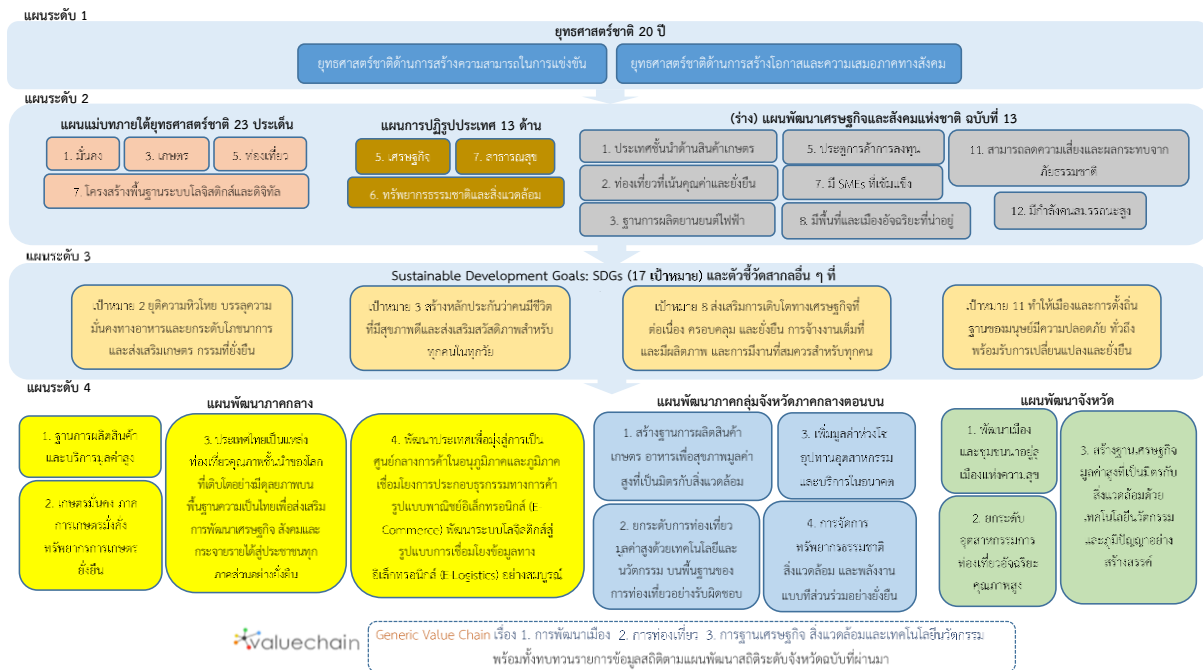 แผนระดับ 1
ยุทธศาสตร์ชาติ 20 ปี
ยุทธศาสตร์ชาติด้านการสร้างความสามารถในการแข่งขัน
ยุทธศาสตร์ชาติด้านการสร้างโอกาสและความเสมอภาคทางสังคม
แผนระดับ 2
แผนแม่บทภายใต้ยุทธศาสตร์ชาติ 23 ประเด็น
1. มั่นคง
3. เกษตร
5. ท่องเที่ยว
7. โครงสร้างพื้นฐานระบบโลจิสติกส์และดิจิทัล
แผนการปฏิรูปประเทศ 13 ด้าน
5. เศรษฐกิจ
7. สาธารณสุข
6. ทรัพยากรธรรมชาติและสิ่งแวดล้อม
(ร่าง) แผนพัฒนาเศรษฐกิจและสังคมแห่งชาติ ฉบับที่ 13
1. ประเทศชั้นนำด้านสินค้าเกษตร
2. ท่องเที่ยวที่เน้นคุณค่าและยั่งยืน
3. ฐานการผลิตยานยนต์ไฟฟ้า
5. ประตูการค้าการลงทุน
7. มี SMEs ที่เข้มแข็ง
8. มีพื้นที่และเมืองอัจฉริยะที่น่าอยู่
11. สามารถลดความเสี่ยงและผลกระทบจาก
ภัยธรรมชาติ
12. มีกำลังคนสมรรถนะสูง
แผนระดับ 3
Sustainable Development Goals: SDGs (17 เป้าหมาย) และตัวชี้วัดสากลอื่น ๆ ที่
เป้าหมาย 2 ยุติความหิวโหย บรรลุความ
มั่นคงทางอาหารและยกระดับโภชนาการ
และส่งเสริมเกษตร กรรมที่ยั่งยืน
เป้าหมาย 3 สร้างหลักประกันว่าคนมีชีวิต
ที่มีสุขภาพดีและส่งเสริมสวัสดิภาพสำหรับ
ทุกคนในทุกวัย
เป้าหมาย 8 ส่งเสริมการเติบโตทางเศรษฐกิจที่
ต่อเนื่อง ครอบคลุม และยั่งยืน การจ้างงานเต็มที่
และมีผลิตภาพ และการมีงานที่สมควรสำหรับทุกคน
เป้าหมาย 11 ทำให้เมืองและการตั้งถิ่น
ฐานของมนุษย์มีความปลอดภัย ทั่วถึง
พร้อมรับการเปลี่ยนแปลงและยั่งยืน
แผนระดับ 4
แผนพัฒนาภาคกลาง
1. ฐานการผลิตสินค้า
และบริการมูลค่าสูง
2. เกษตรมั่นคง ภาค
การเกษตรมั่งคั่ง
ทรัพยากรการเกษตร
ยั่งยืน
3. ประเทศไทยเป็นแหล่ง
ท่องเที่ยวคุณภาพชั้นนำของโลก
ที่เติบโตอย่างมีดุลยภาพบน
พื้นฐานความเป็นไทยเพื่อส่งเสริม
การพัฒนาเศรษฐกิจ สังคมและ
กระจายรายได้สู่ประชาชนทุก
ภาคส่วนอย่างยั่งยืน
4. พัฒนาประเทศเพื่อมุ่งสู่การเป็น
ศูนย์กลางการค้าในอนุภูมิภาคและภูมิภาค
เชื่อมโยงการประกอบธุรกรรมทางการค้า
รูปแบบพาณิชย์อิเล็กทรอนิกส์ (E-
Commerce) พัฒนาระบบโลจิสติกส์สู่
รูปแบบการเชื่อมโยงข้อมูลทาง
อิเล็กทรอนิกส์ (E-Logistics) อย่างสมบูรณ์
แผนพัฒนาภาคกลุ่มจังหวัดภาคกลางตอนบน
1. สร้างฐานการผลิตสินค้า
เกษตร อาหารเพื่อสุขภาพมูลค่า
สูงที่เป็นมิตรกับสิ่งแวดล้อม
2. ยกระดับการท่องเที่ยว
มูลค่าสูงด้วยเทคโนโลยีและ
นวัตกรรม บนพื้นฐานของ
การท่องเที่ยวอย่างรับผิดชอบ
3. เพิ่มมูลค่าห่วงโซ่
อุปทานอุตสาหกรรม
และบริการในอนาคต
4. การจัดการ
ทรัพยากรธรรมชาติ
สิ่งแวดล้อม และพลังงาน
แบบมีส่วนร่วมอย่างยั่งยืน
แผนพัฒนาจังหวัด
1. พัฒนาเมือง
และชุมชนน่าอยู่สู่
เมืองแห่งความสุข
2. ยกระดับ
อุตสาหกรรมการ
ท่องเที่ยวอัจฉริยะ
คุณภาพสูง
3. สร้างฐานเศรษฐกิจ
มูลค่าสูงที่เป็นมิตรกับ
สิ่งแวดล้อมด้วย
เทคโนโลยีนวัตกรรม
และภูมิปัญญาอย่าง
สร้างสรรค์
valuechain
Generic Value Chain เรื่อง 1. การพัฒนาเมือง 2. การท่องเที่ยว 3. การฐานเศรษฐกิจ สิ่งแวดล้อมและเทคโนโลยีนวัตกรรม
พร้อมทั้งทบทวนรายการข้อมูลสถิติตามแผนพัฒนาสถิติระดับจังหวัดฉบับที่ผ่านมา